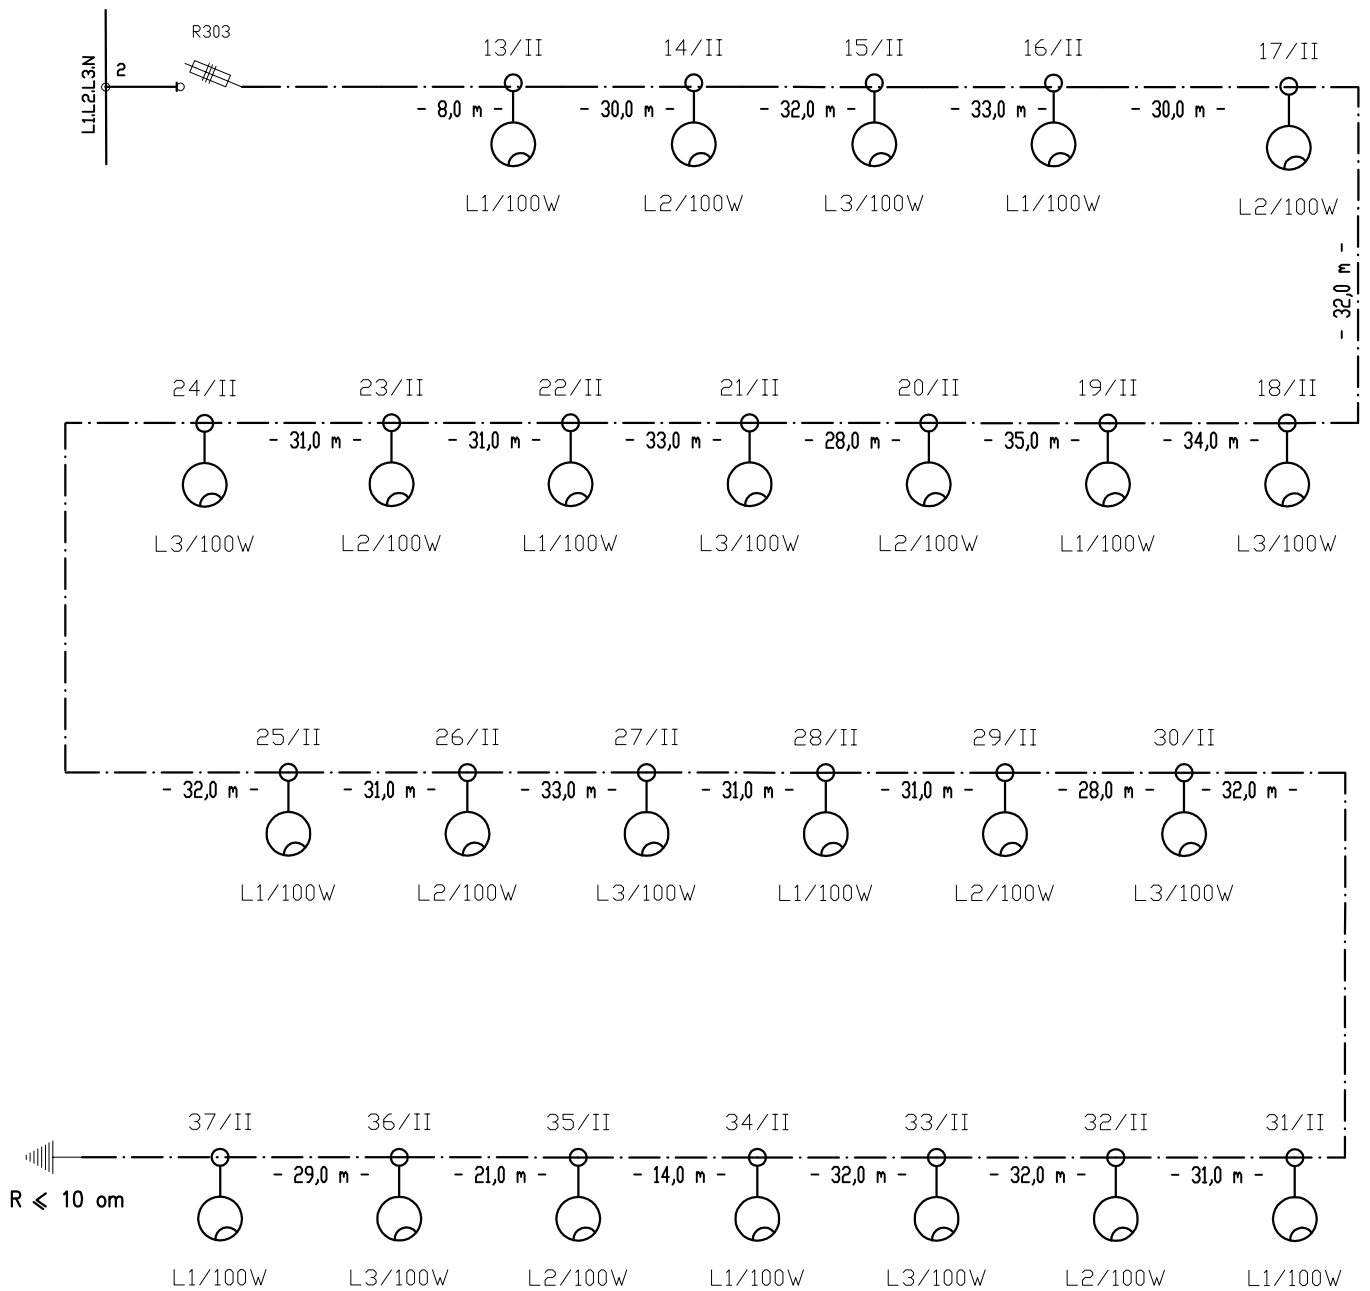 R303
L1.L2.L3.N
2
13/II 14/II 15/II 16/II 17/II
- 8,0 m - - 30,0 m - - 32,0 m - - 33,0 m - - 30,0 m -
L1/100W L2/100W L3/100W L1/100W L2/100W
- 32,0 m -
24/II 23/II 22/II 21/II 20/II 19/II 18/II
- 31,0 m - - 31,0 m - - 33,0 m - - 28,0 m - - 35,0 m - - 34,0 m -
L3/100W L2/100W L1/100W L3/100W L2/100W L1/100W L3/100W
25/II 26/II 27/II 28/II 29/II 30/II
- 32,0 m - - 31,0 m - - 33,0 m - - 31,0 m - - 31,0 m - - 28,0 m - - 32,0 m -
L1/100W L2/100W L3/100W L1/100W L2/100W L3/100W
37/II 36/II 35/II 34/II 33/II 32/II 31/II
- 29,0 m - - 21,0 m - - 14,0 m - - 32,0 m - - 32,0 m - - 31,0 m -
R ⩽ 10 om
L1/100W L3/100W L2/100W L1/100W L3/100W L2/100W L1/100W